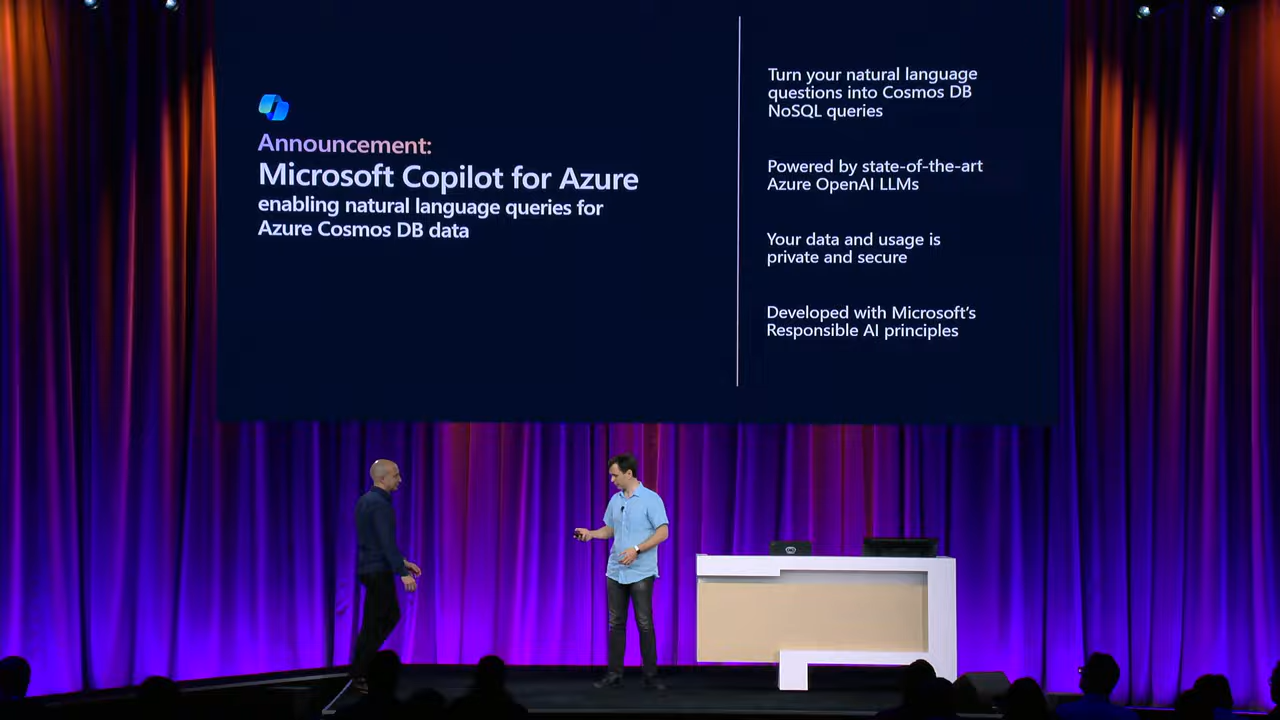 Announcement:
Microsoft Copilot for Azure
enabling natural language queries for
Azure Cosmos DB data
Turn your natural language
questions into Cosmos DB
NoSQL queries
Powered by state-of-the-art
Azure OpenAI LLMs
Your data and usage is
private and secure
Developed with Microsoft's
Responsible AI principles